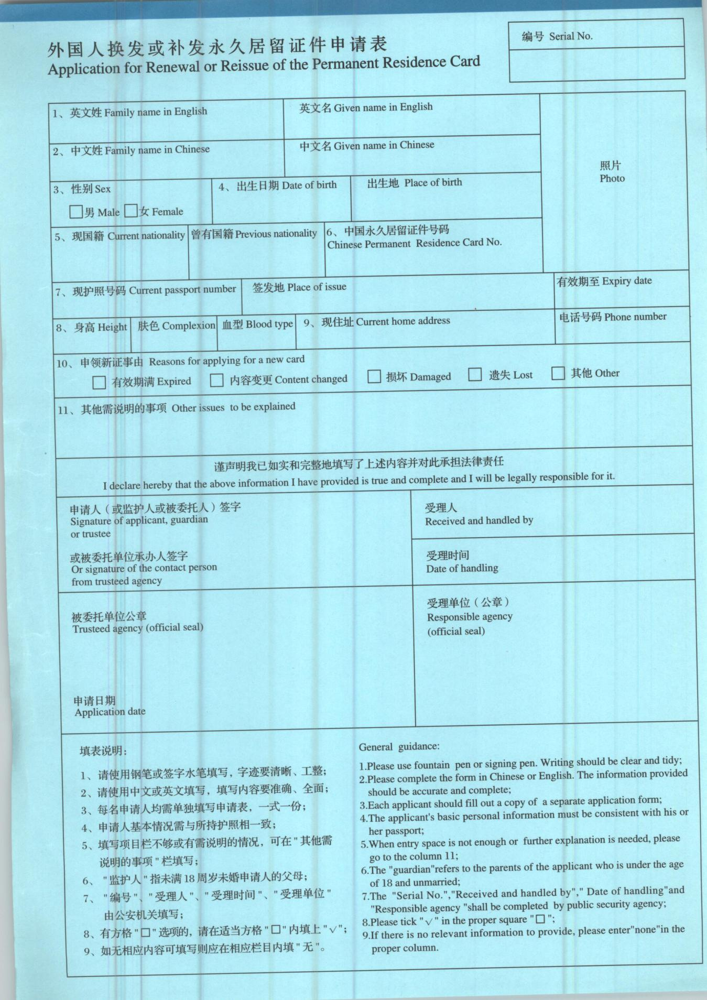 外国人换发或补发永久居留证件申请表
Application for Renewal or Reissue of the Permanent Residence Card
编号 Serial No.
1、英文姓 Family name in English
英文名 Given name in English
2、中文姓 Family name in Chinese
中文名 Given name in Chinese
照片
Photo
3、性别 Sex
□男 Male □女 Female
4、出生日期 Date of birth
出生地 Place of birth
5、现国籍 Current nationality
曾有国籍 Previous nationality
6、中国永久居留证件号码
Chinese Permanent Residence Card No.
7、现护照号码 Current passport number
签发地 Place of issue
有效期至 Expiry date
8、身高 Height
肤色 Complexion
血型 Blood type
9、现住址 Current home address
电话号码 Phone number
10、申领新证事由 Reasons for applying for a new card
□ 有效期满 Expired □ 内容变更 Content changed □ 损坏 Damaged □ 遗失 Lost □ 其他 Other
11、其他需说明的事项 Other issues to be explained
谨声明我已如实和完整地填写了上述内容并对此承担法律责任
I declare hereby that the above information I have provided is true and complete and I will be legally responsible for it.
申请人（或监护人或被委托人）签字
Signature of applicant, guardian
or trustee
或被委托单位承办人签字
Or signature of the contact person
from trusteed agency
受理人
Received and handled by
受理时间
Date of handling
被委托单位公章
Trusteed agency (official seal)
申请日期
Application date
受理单位（公章）
Responsible agency
(official seal)
填表说明：
1、请使用钢笔或签字水笔填写，字迹要清晰、工整；
2、请使用中文或英文填写，填写内容要准确、全面；
3、每名申请人均需单独填写申请表，一式一份；
4、申请人基本情况需与所持护照相一致；
5、填写项目栏不够或有需说明的情况，可在"其他需
说明的事项"栏填写；
6、"监护人"指未满18周岁未婚申请人的父母；
7、"编号"、"受理人"、"受理时间"、"受理单位"
由公安机关填写；
8、有方格"□"选项的，请在适当方格"□"内填上"√"；
9、如无相应内容可填写则应在相应栏目内填"无"。
General guidance:
1.Please use fountain pen or signing pen. Writing should be clear and tidy;
2.Please complete the form in Chinese or English. The information provided
should be accurate and complete;
3.Each applicant should fill out a copy of a separate application form;
4.The applicant's basic personal information must be consistent with his or
her passport;
5.When entry space is not enough or further explanation is needed, please
go to the column 11;
6.The "guardian"refers to the parents of the applicant who is under the age
of 18 and unmarried;
7.The "Serial No.","Received and handled by"," Date of handling"and
"Responsible agency "shall be completed by public security agency;
8.Please tick "√" in the proper square "□";
9.If there is no relevant information to provide, please enter"none"in the
proper column.